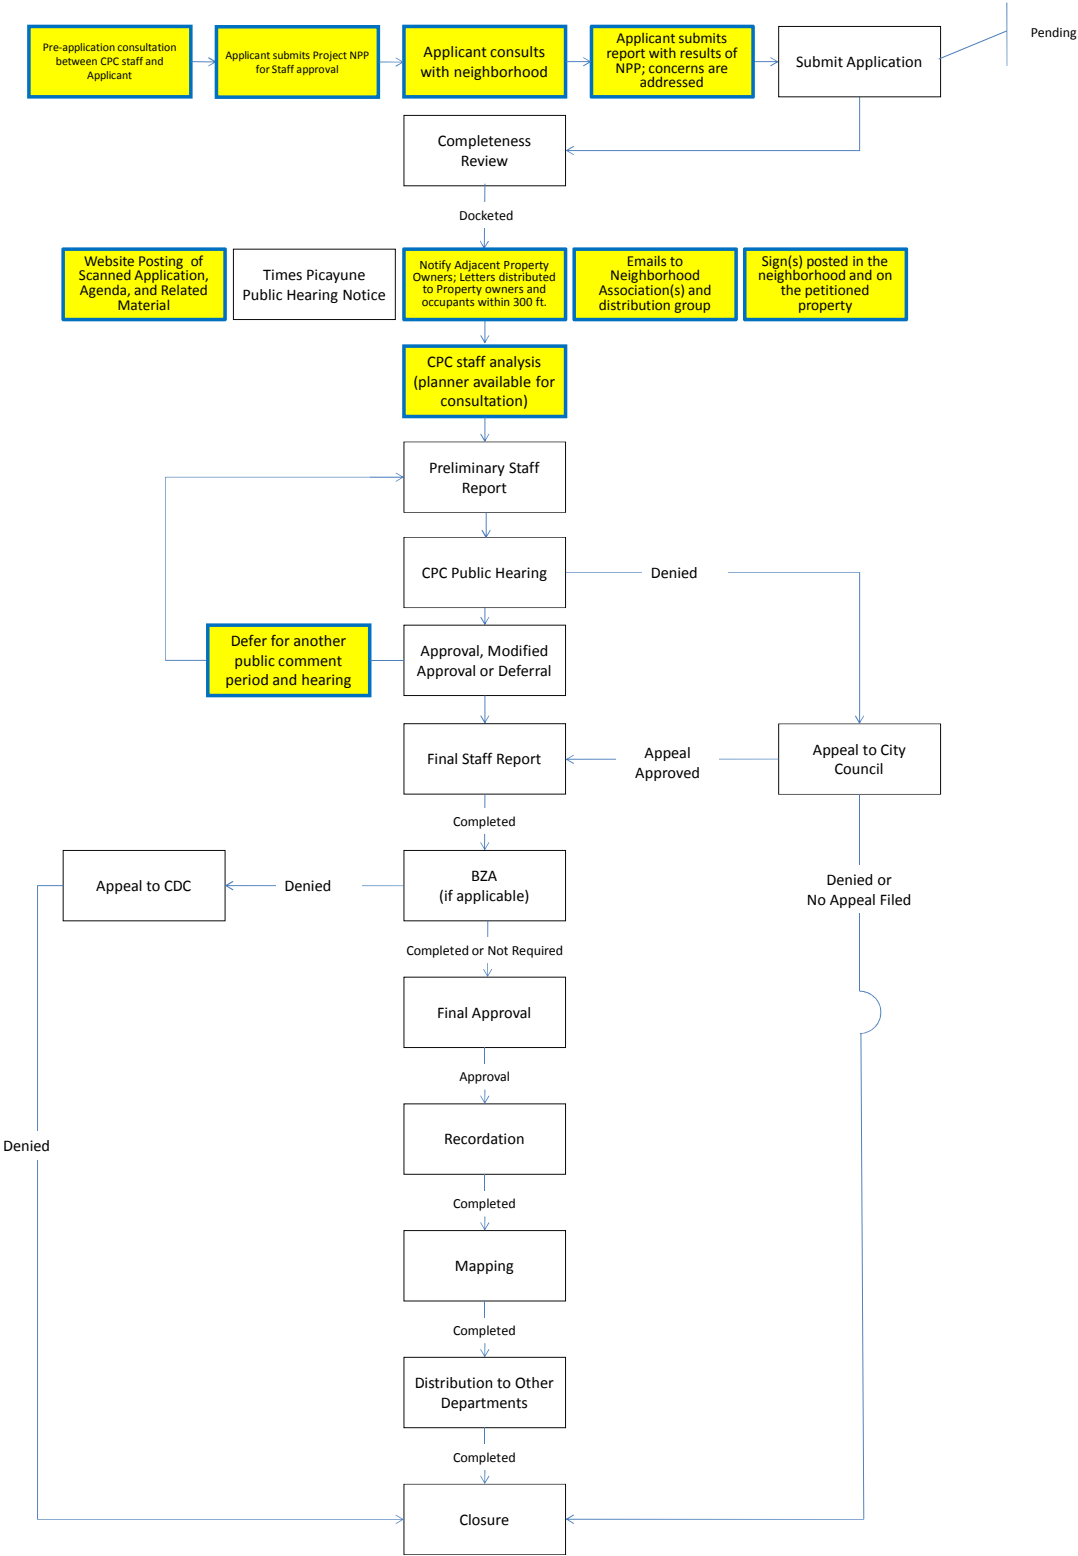 Pre-application consultation
between CPC staff and
Applicant
Applicant submits Project NPP
for Staff approval
Applicant consults
with neighborhood
Applicant submits
report with results of
NPP; concerns are
addressed
Submit Application
Pending
Completeness
Review
Docketed
Website Posting of
Scanned Application,
Agenda, and Related
Material
Times Picayune
Public Hearing Notice
Notify Adjacent Property
Owners; Letters distributed
to Property owners and
occupants within 300 ft.
Emails to
Neighborhood
Association(s) and
distribution group
Sign(s) posted in the
neighborhood and on
the petitioned
property
CPC staff analysis
(planner available for
consultation)
Preliminary Staff
Report
CPC Public Hearing
Denied
Defer for another
public comment
period and hearing
Approval, Modified
Approval or Deferral
Final Staff Report
Appeal
Approved
Appeal to City
Council
Completed
Appeal to CDC
Denied
BZA
(if applicable)
Denied or
No Appeal Filed
Completed or Not Required
Final Approval
Approval
Recordation
Denied
Completed
Mapping
Completed
Distribution to Other
Departments
Completed
Closure